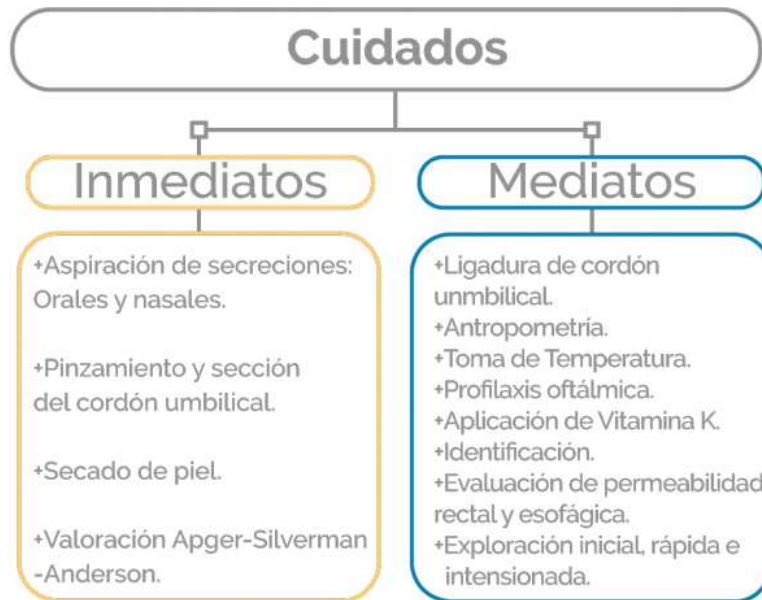 Cuidados
Inmediatos
+Aspiración de secreciones:
Orales y nasales.
+Pinzamiento y sección
del cordón umbilical.
+Secado de piel.
+Valoración Apger-Silverman
-Anderson.
Mediatos
+Ligadura de cordón
unmbilical.
+Antropometría.
+Toma de Temperatura.
+Profilaxis oftálmica.
+Aplicación de Vitamina K.
+Identificación.
+Evaluación de permeabilidad
rectal y esofágica.
+Exploración inicial, rápida e
intensionada.